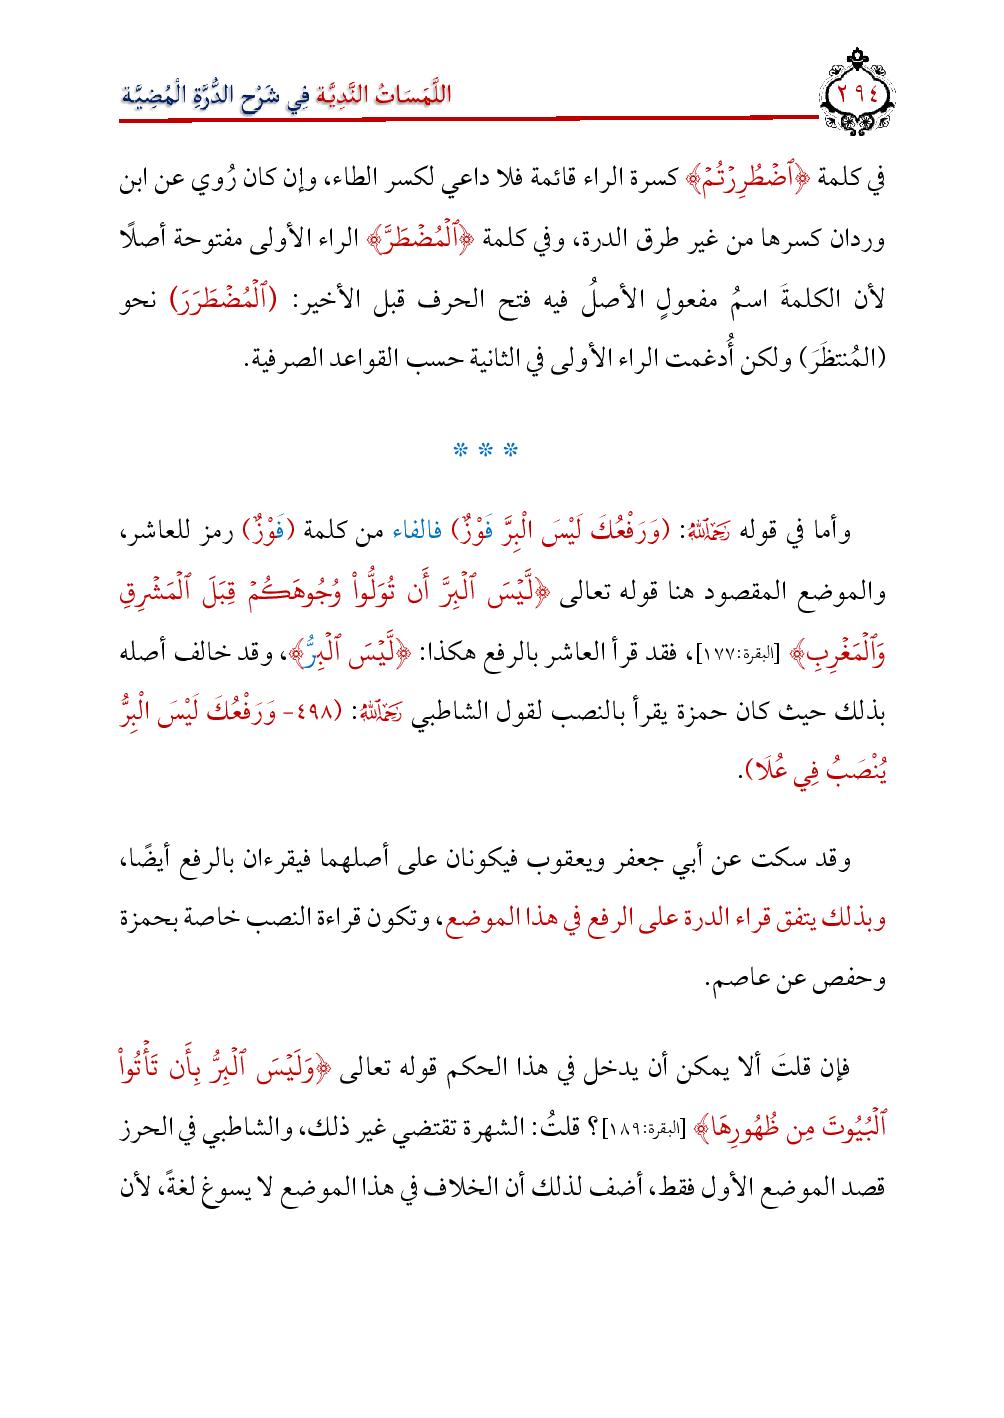 ٢٩٤
اللَّمَسَاتُ النَّدِيَّة فِي شَرْح الدُّرَّةِ الْمُضِيَّة
في كلمة ﴿ٱضۡطُرِرۡتُمۡ﴾ كسرة الراء قائمة فلا داعي لكسر الطاء، وإن كان رُوي عن ابن
وردان كسرها من غير طرق الدرة، وفي كلمة ﴿ٱلۡمُضۡطَرَّ﴾ الراء الأولى مفتوحة أصلًا
لأن الكلمةَ اسمُ مفعولٍ الأصلُ فيه فتح الحرف قبل الأخير: (ٱلۡمُضۡطَرَرَ) نحو
(المُنتظَرَ) ولكن أُدغمت الراء الأولى في الثانية حسب القواعد الصرفية.
* * *
وأما في قوله رَحِمَهُ ٱللَّهُ: (وَرَفْعُكَ لَيْسَ الْبِرَّ فَوْزٌ) فالفاء من كلمة (فَوْزٌ) رمز للعاشر،
والموضع المقصود هنا قوله تعالى ﴿لَّيۡسَ ٱلۡبِرَّ أَن تُوَلُّواْ وُجُوهَكُمۡ قِبَلَ ٱلۡمَشۡرِقِ
وَٱلۡمَغۡرِبِ﴾ [البقرة:١٧٧]، فقد قرأ العاشر بالرفع هكذا: ﴿لَّيۡسَ ٱلۡبِرُّ﴾، وقد خالف أصله
بذلك حيث كان حمزة يقرأ بالنصب لقول الشاطبي رَحِمَهُ ٱللَّهُ: (٤٩٨- وَرَفْعُكَ لَيْسَ الْبِرُّ
يُنْصَبُ فِي عُلَا).
وقد سكت عن أبي جعفر ويعقوب فيكونان على أصلهما فيقرءان بالرفع أيضًا،
وبذلك يتفق قراء الدرة على الرفع في هذا الموضع، وتكون قراءة النصب خاصة بحمزة
وحفص عن عاصم.
فإن قلتَ ألا يمكن أن يدخل في هذا الحكم قوله تعالى ﴿وَلَيۡسَ ٱلۡبِرُّ بِأَن تَأۡتُواْ
ٱلۡبُيُوتَ مِن ظُهُورِهَا﴾ [البقرة:١٨٩]؟ قلتُ: الشهرة تقتضي غير ذلك، والشاطبي في الحرز
قصد الموضع الأول فقط، أضف لذلك أن الخلاف في هذا الموضع لا يسوغ لغةً، لأن